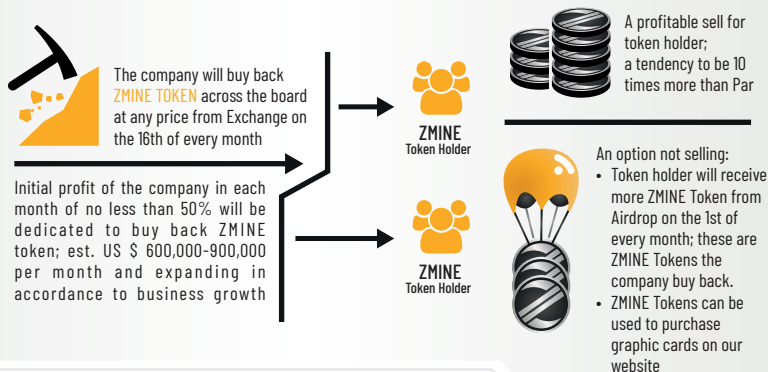 The company will buy back
ZMINE TOKEN across the board
at any price from Exchange on
the 16th of every month
Initial profit of the company in each
month of no less than 50% will be
dedicated to buy back ZMINE
token; est. US $ 600,000-900,000
per month and expanding in
accordance to business growth
ZMINE
Token Holder
ZMINE
Token Holder
A profitable sell for
token holder;
a tendency to be 10
times more than Par
An option not selling:
• Token holder will receive
more ZMINE Token from
Airdrop on the 1st of
every month; these are
ZMINE Tokens the
company buy back.
• ZMINE Tokens can be
used to purchase
graphic cards on our
website